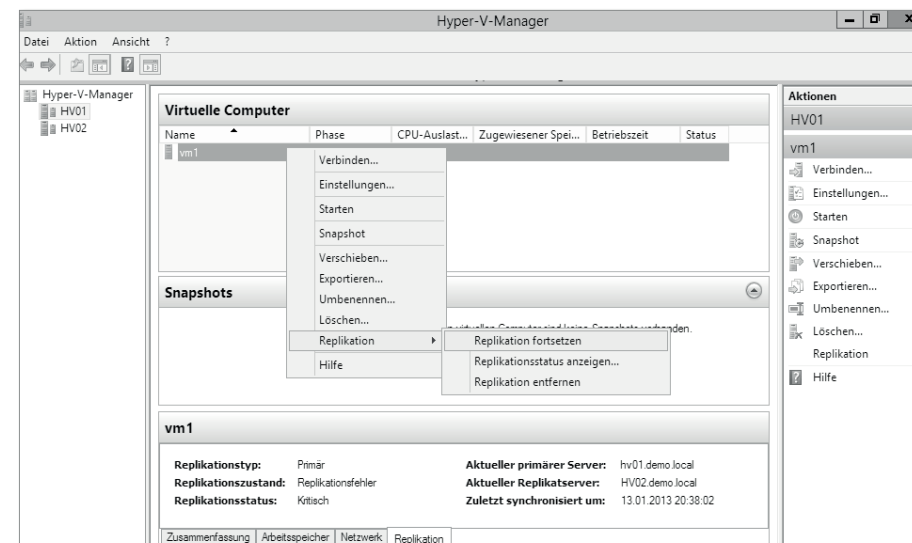 Hyper-V-Manager
Datei Aktion Ansicht ?
Hyper-V-Manager
HV01
HV02
Virtuelle Computer
Name Phase CPU-Auslast... Zugewiesener Spei... Betriebszeit Status
vm1
Verbinden...
Einstellungen...
Starten
Snapshot
Verschieben...
Exportieren...
Umbenennen...
Löschen...
Replikation
Hilfe
Replikation fortsetzen
Replikationsstatus anzeigen...
Replikation entfernen
Snapshots
vm1
Replikationstyp: Primär
Replikationszustand: Replikationsfehler
Replikationsstatus: Kritisch
Aktueller primärer Server: hv01.demo.local
Aktueller Replikatserver: HV02.demo.local
Zuletzt synchronisiert um: 13.01.2013 20:38:02
Zusammenfassung Arbeitsspeicher Netzwerk Replikation
Aktionen
HV01
vm1
Verbinden...
Einstellungen...
Starten
Snapshot
Verschieben...
Exportieren...
Umbenennen...
Löschen...
Replikation
Hilfe